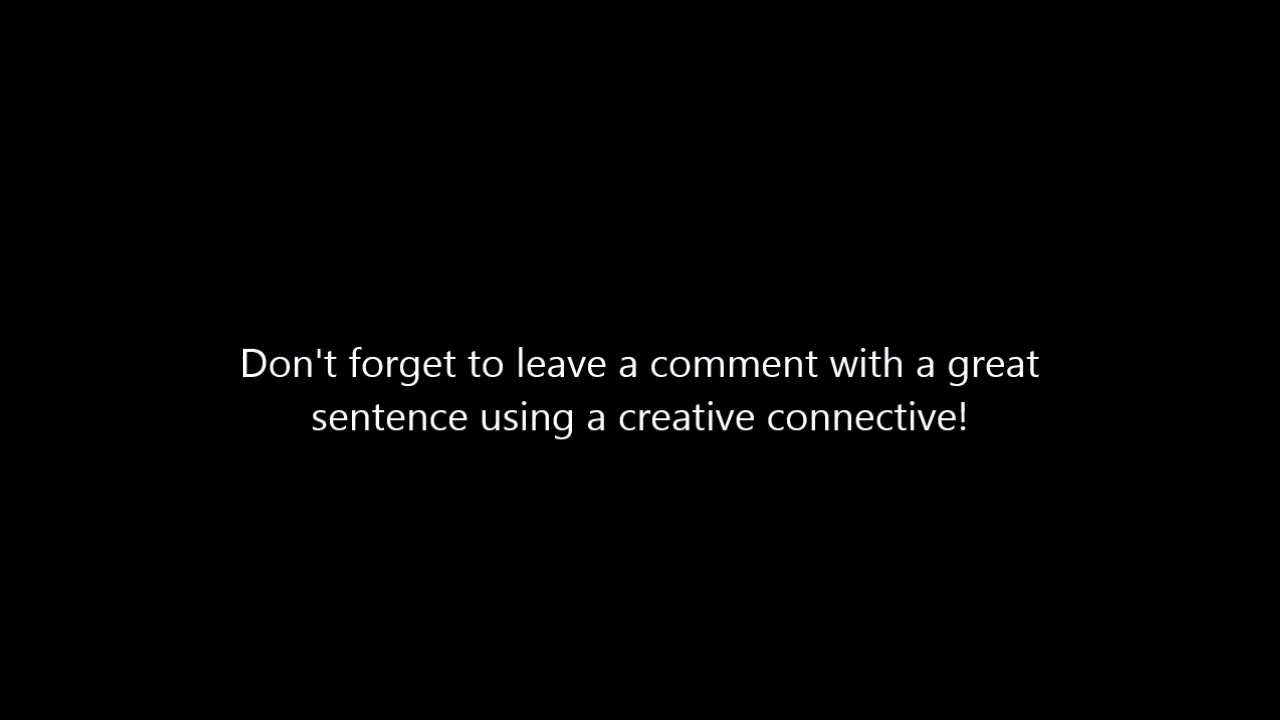 Don't forget to leave a comment with a great
sentence using a creative connective!